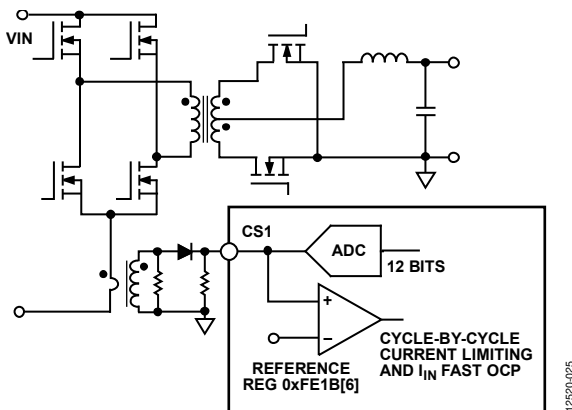 VIN
CS1
ADC
12 BITS
+
−
REFERENCE
REG 0xFE1B[6]
CYCLE-BY-CYCLE
CURRENT LIMITING
AND IIN FAST OCP
12520-025